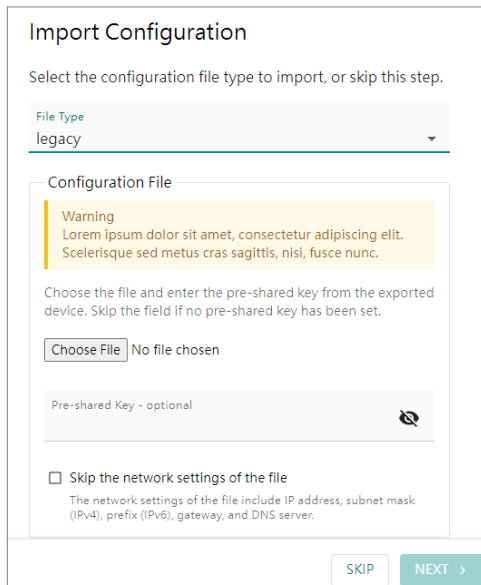 Import Configuration
Select the configuration file type to import, or skip this step.
File Type
legacy
Configuration File
Warning
Lorem ipsum dolor sit amet, consectetur adipiscing elit.
Scelerisque sed metus cras sagittis, nisi, fusce nunc.
Choose the file and enter the pre-shared key from the exported
device. Skip the field if no pre-shared key has been set.
Choose File No file chosen
Pre-shared Key - optional
Skip the network settings of the file
The network settings of the file include IP address, subnet mask
(IPv4), prefix (IPv6), gateway, and DNS server.
SKIP NEXT